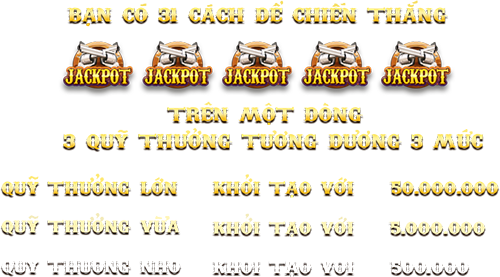 BẠN CÓ 31 CÁCH ĐỂ CHIẾN THẮNG
JACKPOT JACKPOT JACKPOT JACKPOT JACKPOT
TRÊN MỘT DÒNG
3 QUỸ THƯỞNG TƯƠNG ĐƯƠNG 3 MỨC
QUỸ THƯỞNG LỚN KHỞI TẠO VỚI 50.000.000
QUỸ THƯỞNG VỪA KHỞI TẠO VỚI 5.000.000
QUỸ THƯỞNG NHỎ KHỞI TẠO VỚI 500.000